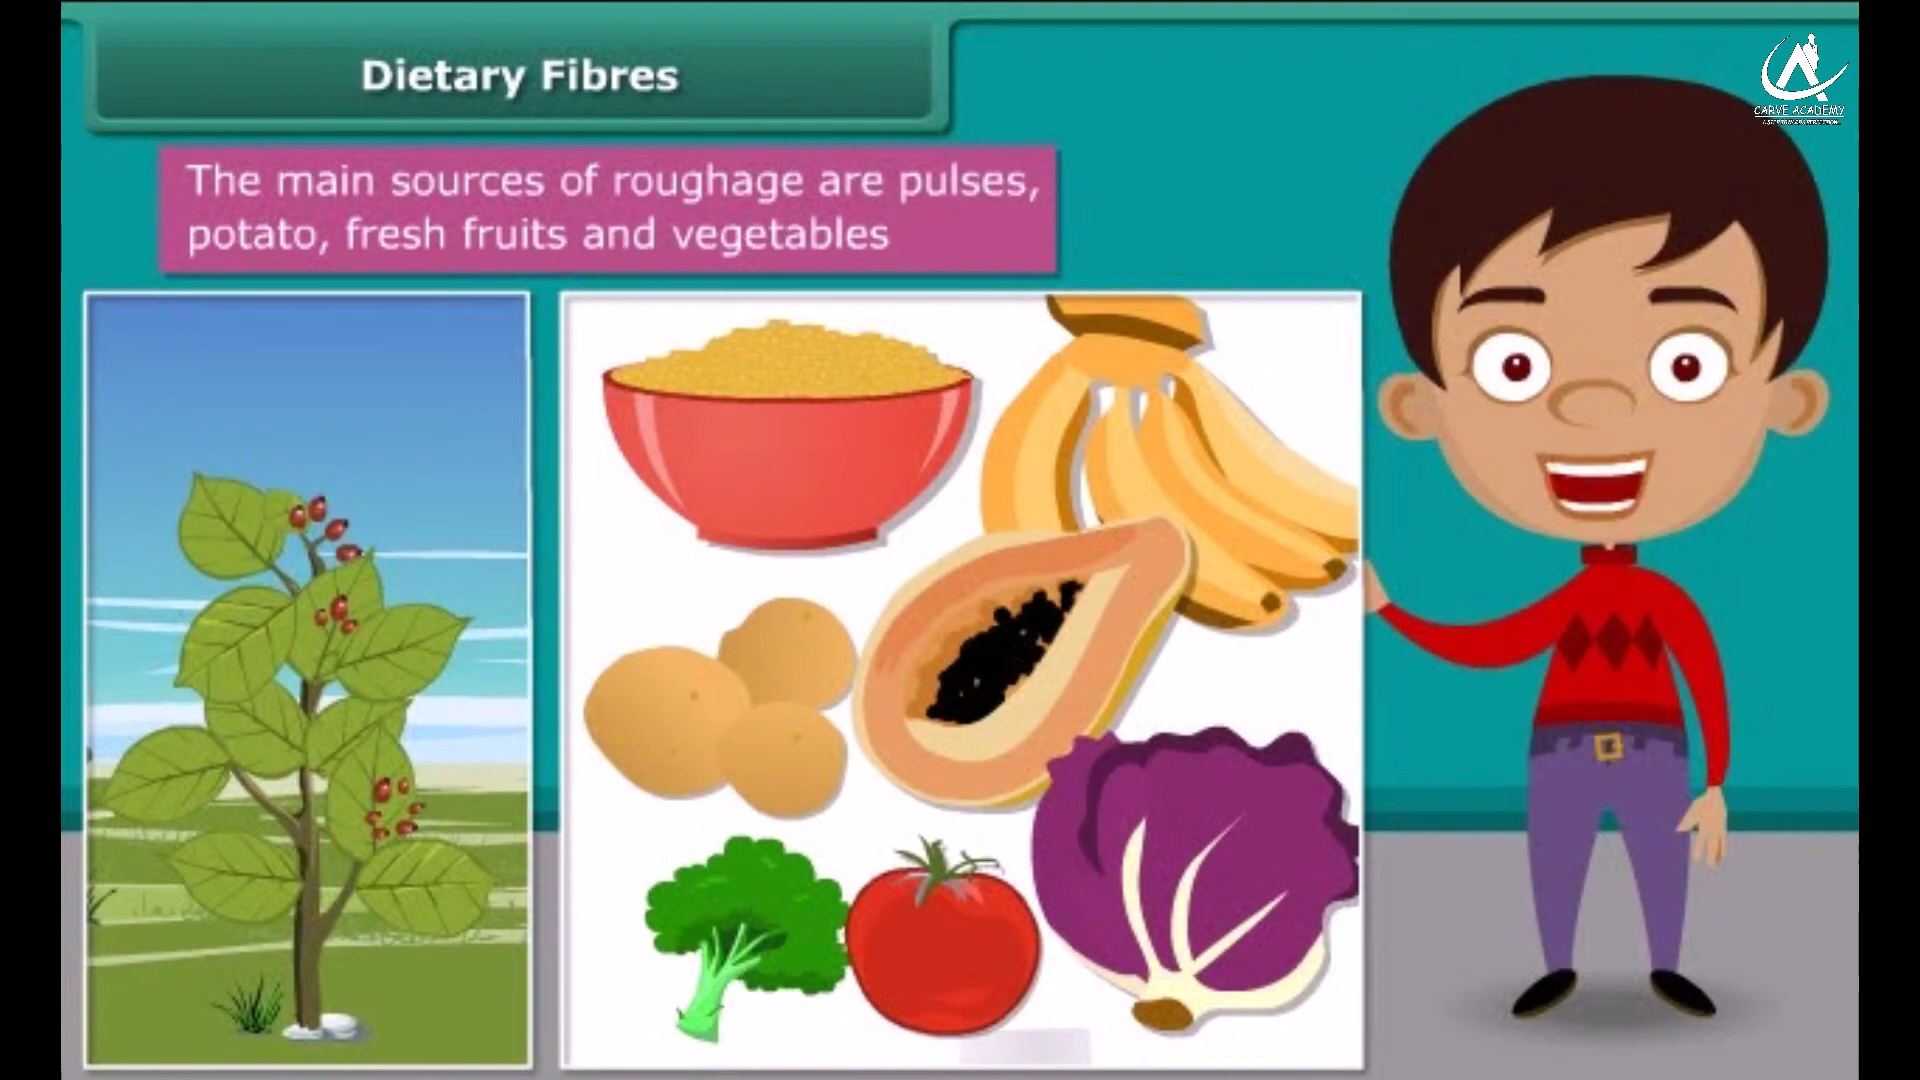 Dietary Fibres
The main sources of roughage are pulses,
potato, fresh fruits and vegetables
CARVE ACADEMY